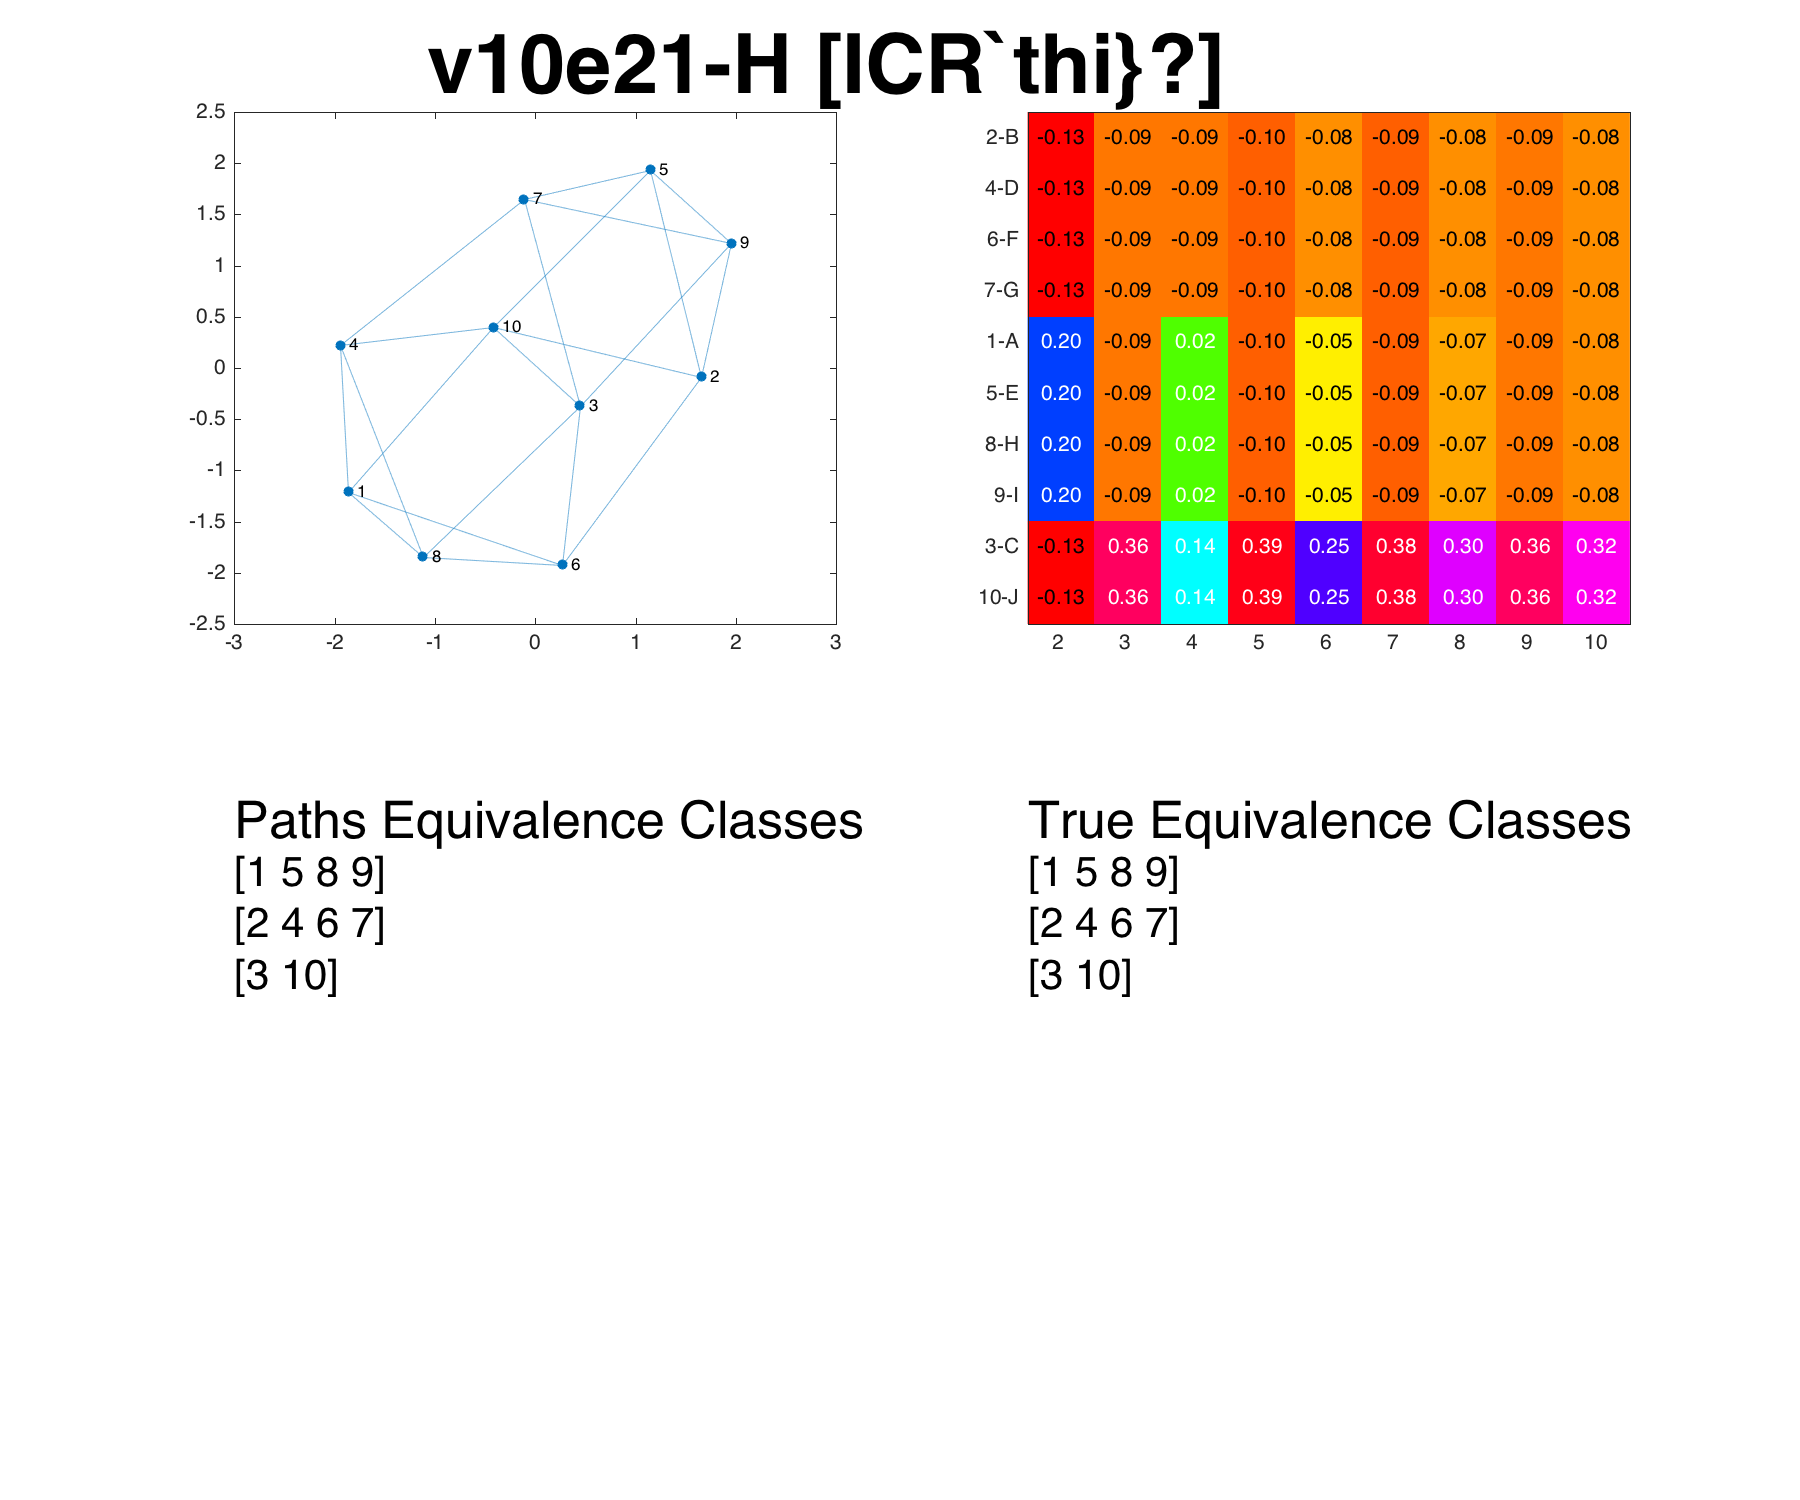 v10e21-H [ICR`thi}?]
2.5
2
1.5
1
0.5
0
-0.5
-1
-1.5
-2
-2.5
-3 -2 -1 0 1 2 3
5
7
9
10
4
2
3
1
8
6
2-B -0.13 -0.09 -0.09 -0.10 -0.08 -0.09 -0.08 -0.09 -0.08
4-D -0.13 -0.09 -0.09 -0.10 -0.08 -0.09 -0.08 -0.09 -0.08
6-F -0.13 -0.09 -0.09 -0.10 -0.08 -0.09 -0.08 -0.09 -0.08
7-G -0.13 -0.09 -0.09 -0.10 -0.08 -0.09 -0.08 -0.09 -0.08
1-A 0.20 -0.09 0.02 -0.10 -0.05 -0.09 -0.07 -0.09 -0.08
5-E 0.20 -0.09 0.02 -0.10 -0.05 -0.09 -0.07 -0.09 -0.08
8-H 0.20 -0.09 0.02 -0.10 -0.05 -0.09 -0.07 -0.09 -0.08
9-I 0.20 -0.09 0.02 -0.10 -0.05 -0.09 -0.07 -0.09 -0.08
3-C -0.13 0.36 0.14 0.39 0.25 0.38 0.30 0.36 0.32
10-J -0.13 0.36 0.14 0.39 0.25 0.38 0.30 0.36 0.32
2 3 4 5 6 7 8 9 10
Paths Equivalence Classes
[1 5 8 9]
[2 4 6 7]
[3 10]
True Equivalence Classes
[1 5 8 9]
[2 4 6 7]
[3 10]